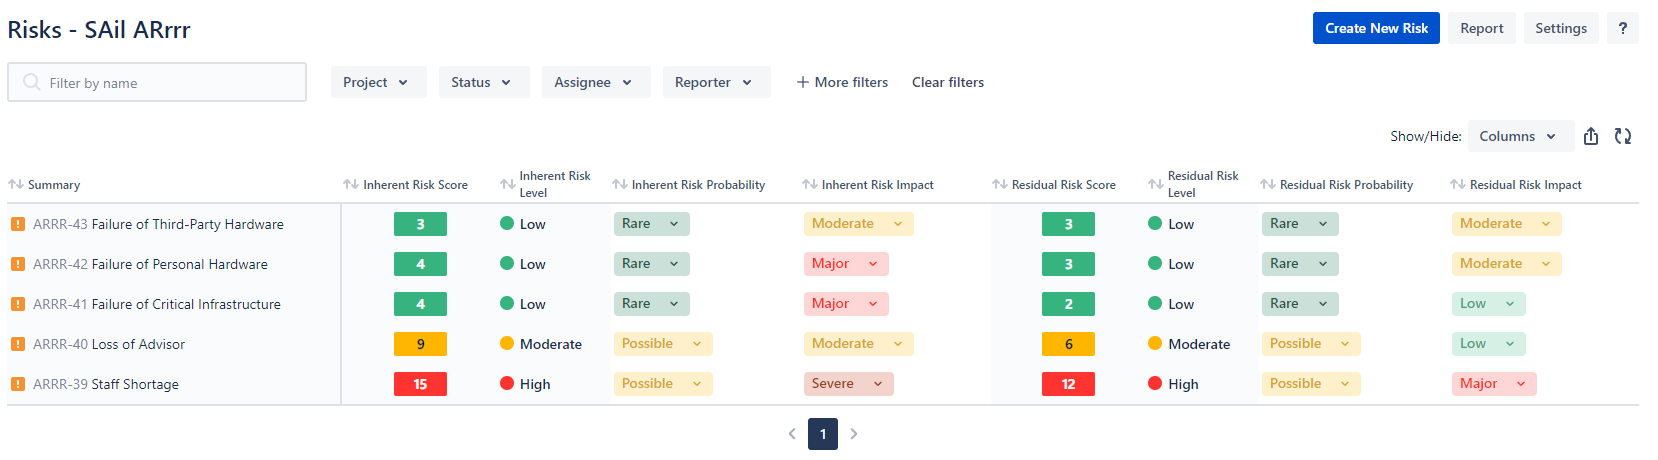 Risks - SAil ARrrr
Create New Risk Report Settings ?
Filter by name Project Status Assignee Reporter + More filters Clear filters
Show/Hide: Columns
Summary Inherent Risk Score Inherent Risk Level Inherent Risk Probability Inherent Risk Impact Residual Risk Score Residual Risk Level Residual Risk Probability Residual Risk Impact
ARRR-43 Failure of Third-Party Hardware 3 Low Rare Moderate 3 Low Rare Moderate
ARRR-42 Failure of Personal Hardware 4 Low Rare Major 3 Low Rare Moderate
ARRR-41 Failure of Critical Infrastructure 4 Low Rare Major 2 Low Rare Low
ARRR-40 Loss of Advisor 9 Moderate Possible Moderate 6 Moderate Possible Low
ARRR-39 Staff Shortage 15 High Possible Severe 12 High Possible Major
1